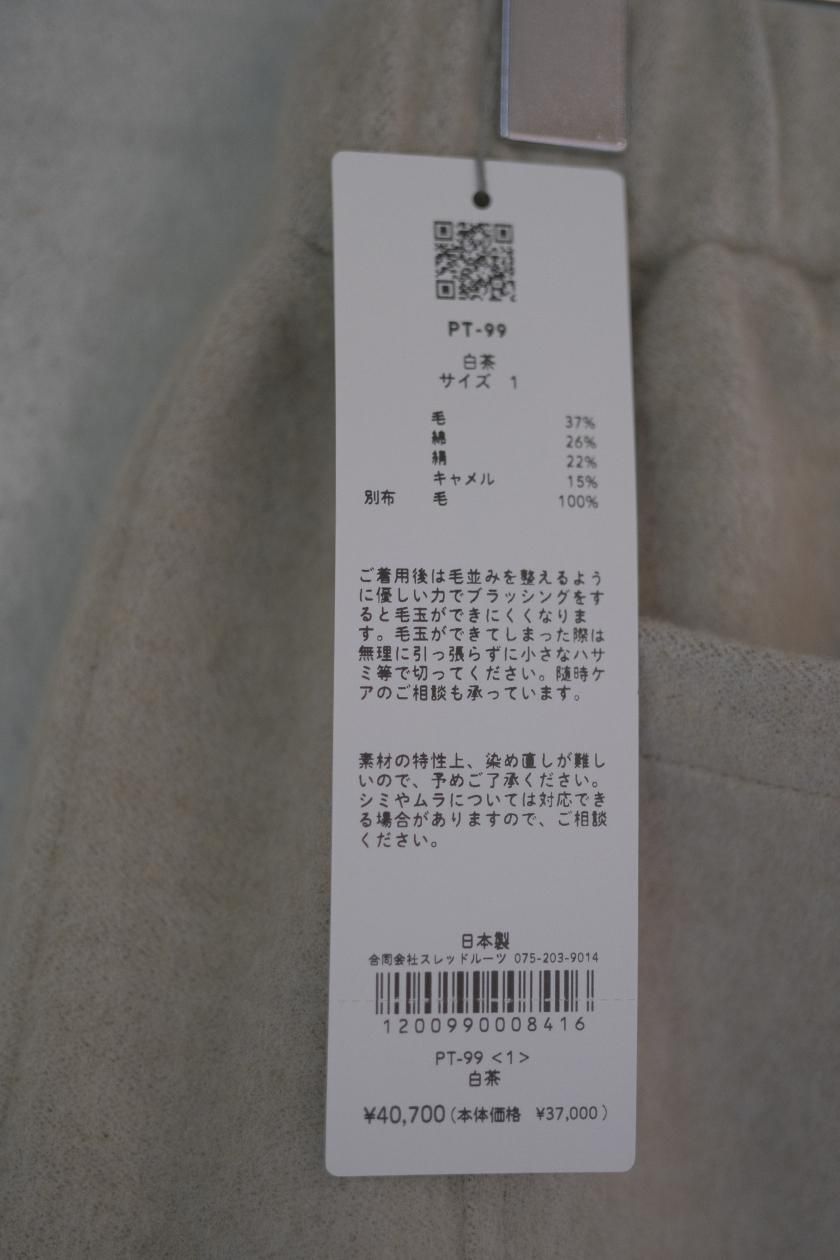 PT-99
白茶
サイズ 1
毛 37%
綿 26%
絹 22%
キャメル 15%
別布 毛 100%
ご着用後は毛並みを整えるよう
に優しい力でブラッシングをす
ると毛玉ができにくくなりま
す。毛玉ができてしまった際は
無理に引っ張らずに小さなハサ
ミ等で切ってください。随時ケ
アのご相談も承っています。
素材の特性上、染め直しが難し
いので、予めご了承ください。
シミやムラについては対応でき
る場合がありますので、ご相談
ください。
日本製
合同会社スレッドルーツ 075-203-9014
1200990008416
PT-99 <1>
白茶
¥40,700(本体価格 ¥37,000)